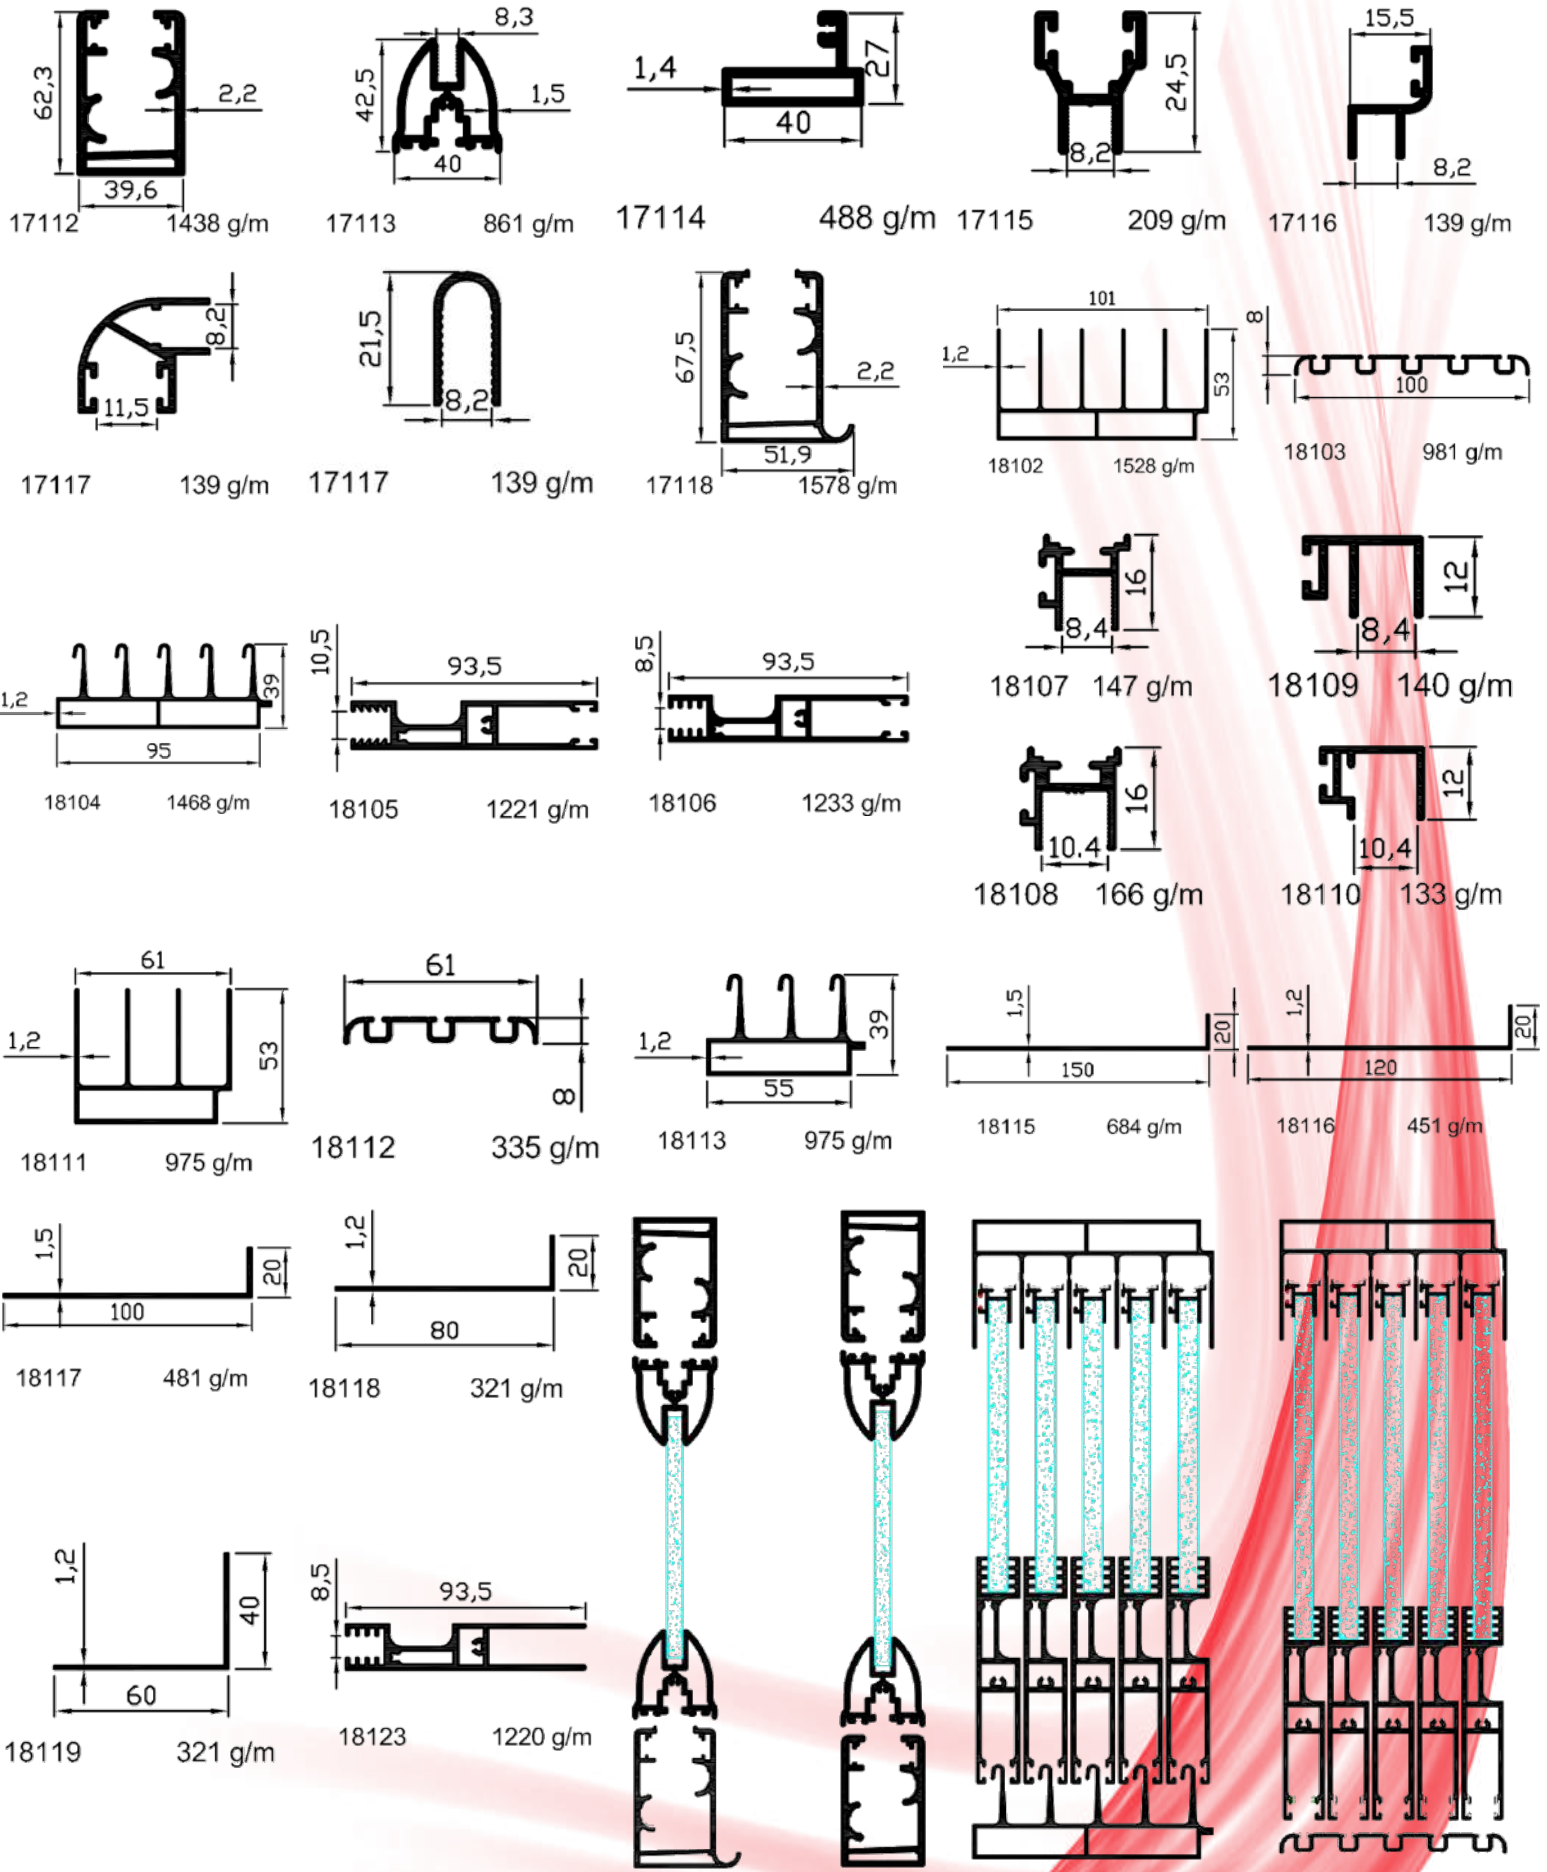 62,3
2,2
39,6
17112 1438 g/m
8,3
42,5
1,5
40
17113 861 g/m
1,4
27
40
17114 488 g/m
24,5
8,2
17115 209 g/m
15,5
8,2
17116 139 g/m
8,2
11,5
17117 139 g/m
21,5
8,2
17117 139 g/m
67,5
2,2
51,9
17118 1578 g/m
101
1,2
53
18102 1528 g/m
8
100
18103 981 g/m
1,2
39
95
18104 1468 g/m
10,5
93,5
18105 1221 g/m
8,5
93,5
18106 1233 g/m
16
8,4
18107 147 g/m
12
8,4
18109 140 g/m
16
10.4
18108 166 g/m
12
10,4
18110 133 g/m
61
1,2
53
18111 975 g/m
61
8
18112 335 g/m
1,2
39
55
18113 975 g/m
1,5
20
150
18115 684 g/m
1,2
20
120
18116 451 g/m
1,5
20
100
18117 481 g/m
1,2
20
80
18118 321 g/m
1,2
40
60
18119 321 g/m
8,5
93,5
18123 1220 g/m